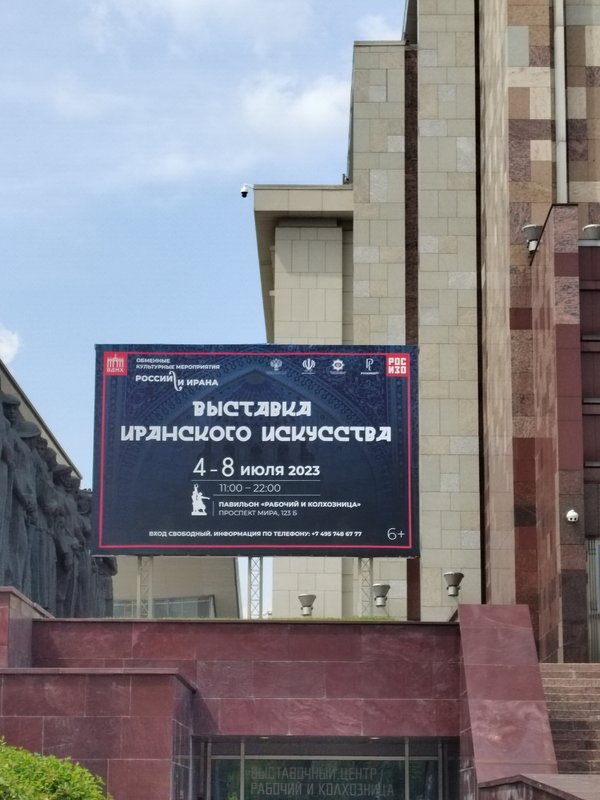 ВДНХ
ОБМЕННЫЕ
КУЛЬТУРНЫЕ МЕРОПРИЯТИЯ
РОССИИ И ИРАНА
РОС
ИЗО
ВЫСТАВКА
ИРАНСКОГО ИСКУССТВА
4-8 ИЮЛЯ 2023
11:00 – 22:00
ПАВИЛЬОН «РАБОЧИЙ И КОЛХОЗНИЦА»
ПРОСПЕКТ МИРА, 123 Б
ВХОД СВОБОДНЫЙ. ИНФОРМАЦИЯ ПО ТЕЛЕФОНУ: +7 495 748 67 77
6+
ВЫСТАВОЧНЫЙ ЦЕНТР
РАБОЧИЙ И КОЛХОЗНИЦА